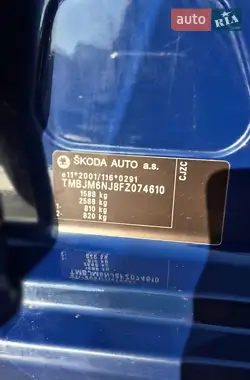 AUTO RIA
ŠKODA AUTO a.s.
e11*2001/116*0291
TMBJM6NJ8FZ074610
1588 kg
2588 kg
1- 810 kg
2- 820 kg
CJZC